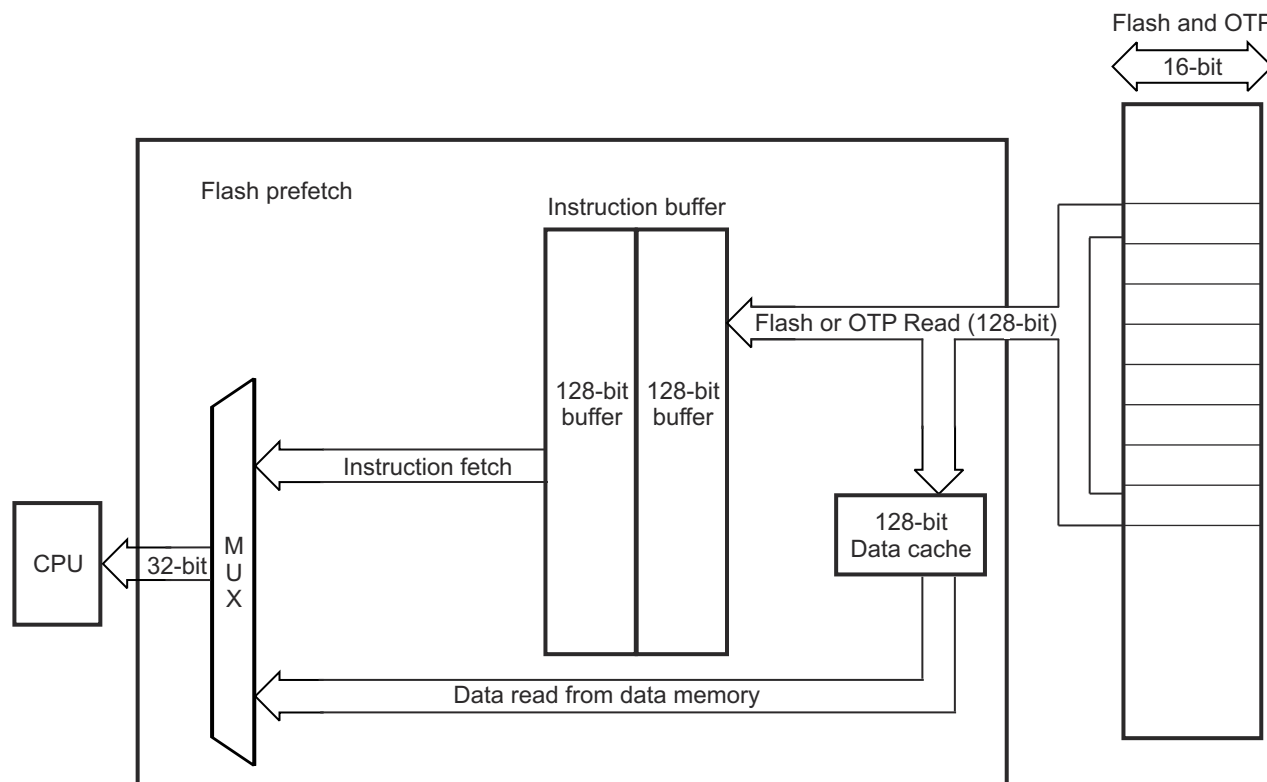 Flash and OTP
16-bit
Flash prefetch
Instruction buffer
Flash or OTP Read (128-bit)
128-bit
buffer
128-bit
buffer
Instruction fetch
128-bit
Data cache
CPU
32-bit
M
U
X
Data read from data memory